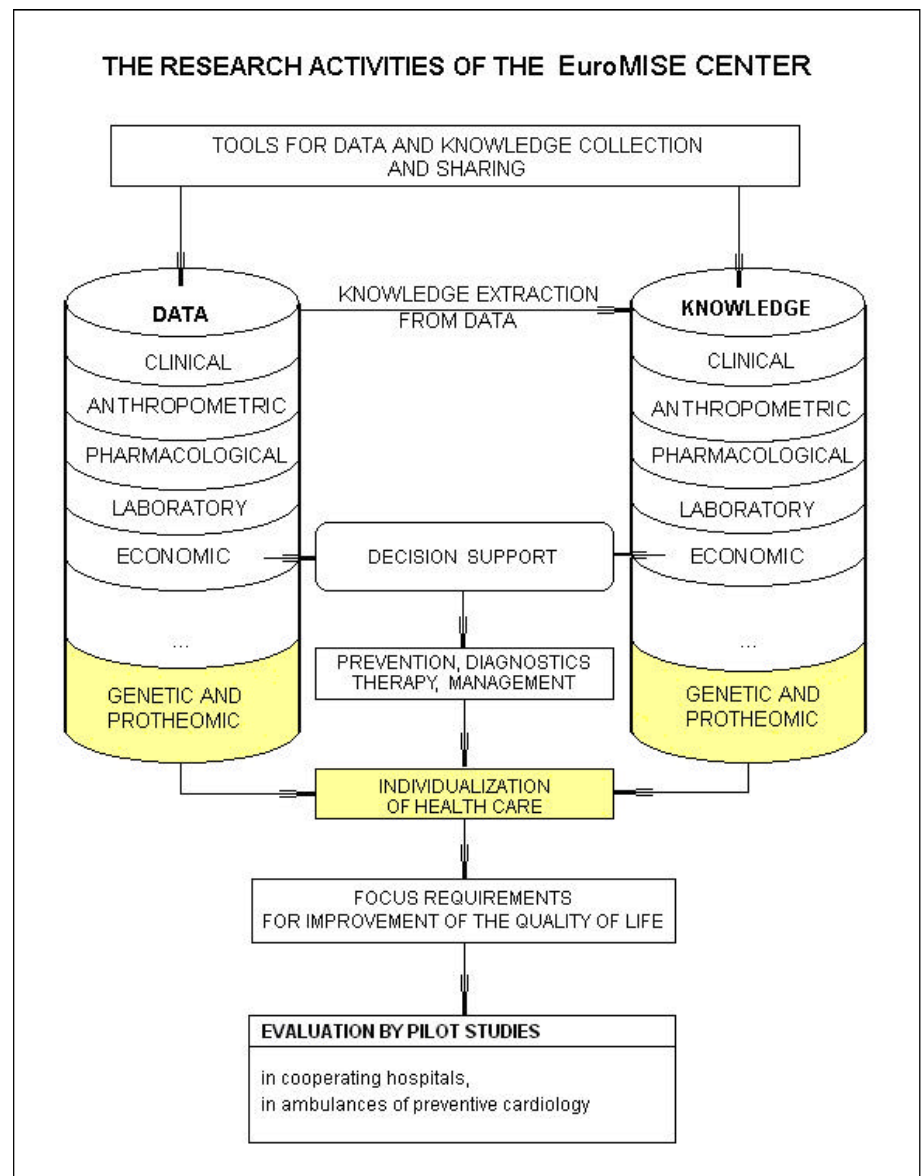 THE RESEARCH ACTIVITIES OF THE EuroMISE CENTER
TOOLS FOR DATA AND KNOWLEDGE COLLECTION
AND SHARING
DATA
CLINICAL
ANTHROPOMETRIC
PHARMACOLOGICAL
LABORATORY
ECONOMIC
...
GENETIC AND
PROTHEOMIC
KNOWLEDGE EXTRACTION
FROM DATA
KNOWLEDGE
CLINICAL
ANTHROPOMETRIC
PHARMACOLOGICAL
LABORATORY
ECONOMIC
...
GENETIC AND
PROTHEOMIC
DECISION SUPPORT
PREVENTION, DIAGNOSTICS
THERAPY, MANAGEMENT
INDIVIDUALIZATION
OF HEALTH CARE
FOCUS REQUIREMENTS
FOR IMPROVEMENT OF THE QUALITY OF LIFE
EVALUATION BY PILOT STUDIES
in cooperating hospitals,
in ambulances of preventive cardiology